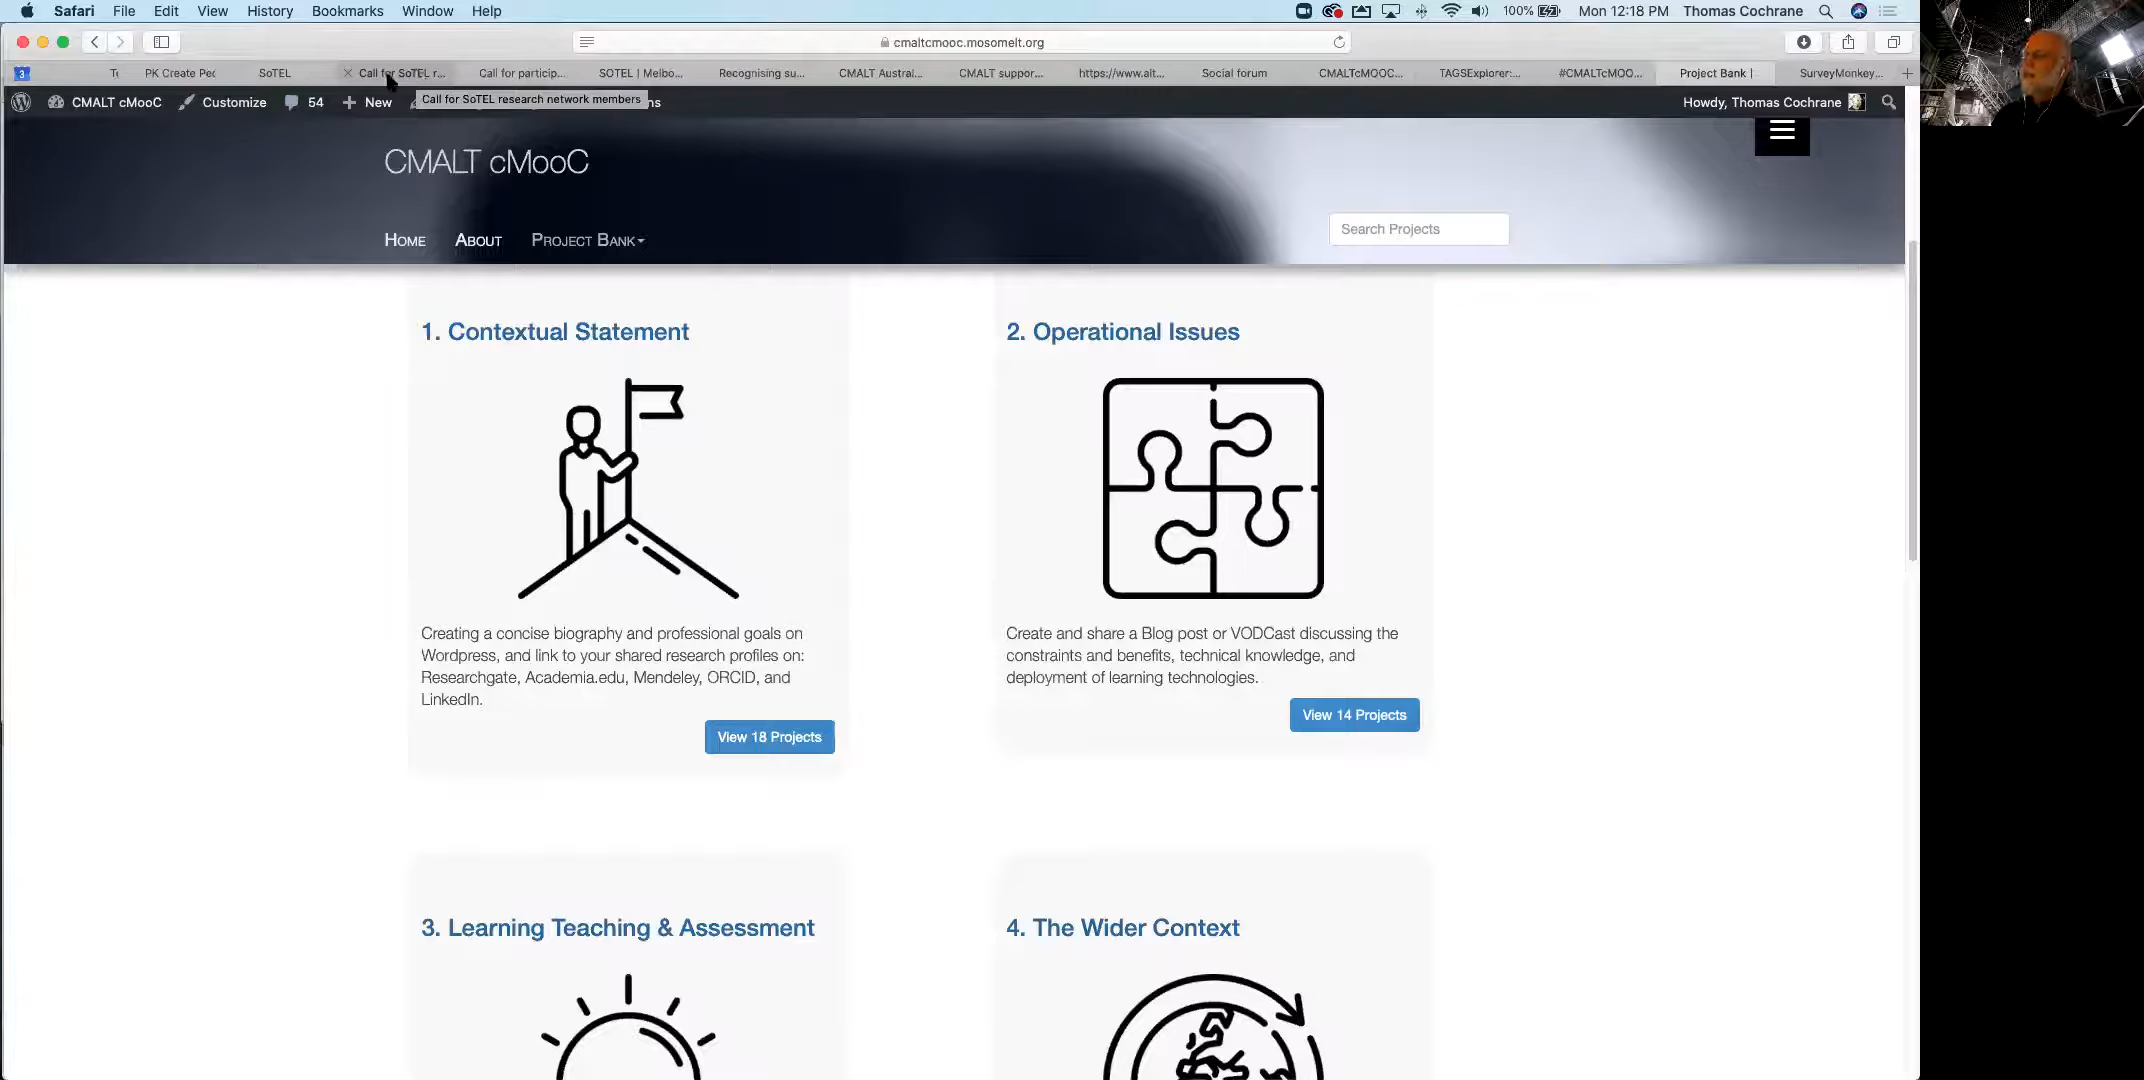 Safari File Edit View History Bookmarks Window Help
100% Mon 12:18 PM Thomas Cochrane
cmaltcmooc.mosomelt.org
3 PK Create Pec SoTEL Call for SoTEL r... Call for particip... SOTEL | Melbo... Recognising su... CMALT Austral... CMALT suppor... https://www.alt... Social forum CMALTcMOOC... TAGSExplorer:... #CMALTcMOO... Project Bank | SurveyMonkey...
CMALT cMooC Customize 54 New Call for SoTEL research network members Howdy, Thomas Cochrane
CMALT cMooC
Home About Project Bank
Search Projects
1. Contextual Statement
Creating a concise biography and professional goals on
Wordpress, and link to your shared research profiles on:
Researchgate, Academia.edu, Mendeley, ORCID, and
LinkedIn.
View 18 Projects
2. Operational Issues
Create and share a Blog post or VODCast discussing the
constraints and benefits, technical knowledge, and
deployment of learning technologies.
View 14 Projects
3. Learning Teaching & Assessment
4. The Wider Context